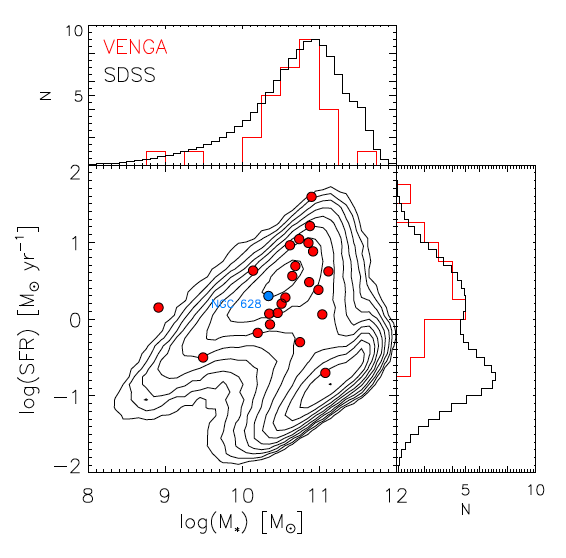 10
VENGA
SDSS
5
N
2
1
0
−1
−2
log(SFR) [M⊙ yr⁻¹]
NGC 628
8
9
10
11
12
log(M*) [M⊙]
5
10
N